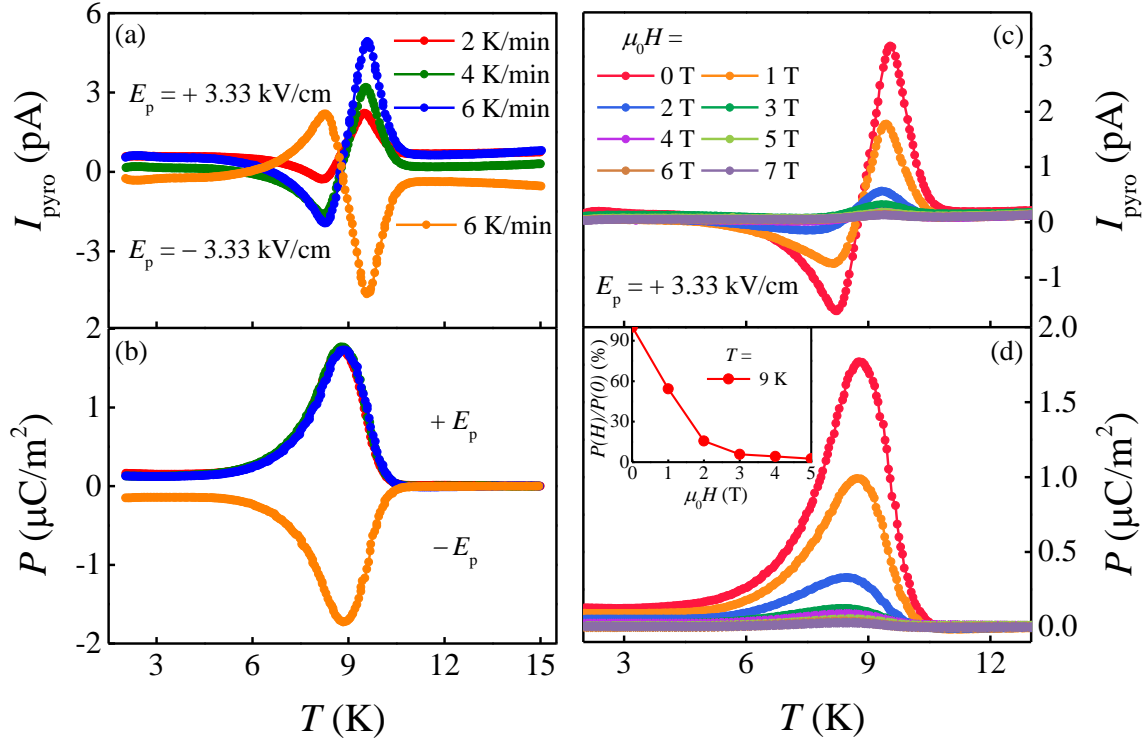 (a)
2 K/min
4 K/min
6 K/min
E_p = + 3.33 kV/cm
E_p = − 3.33 kV/cm
6 K/min
6
3
0
-3
2
I_pyro (pA)
(b)
+ E_p
− E_p
2
1
0
-1
-2
P (μC/m²)
3 6 9 12 15
T (K)
(c)
μ₀H =
0 T 1 T
2 T 3 T
4 T 5 T
6 T 7 T
E_p = + 3.33 kV/cm
3
2
1
0
-1
I_pyro (pA)
(d)
T =
9 K
90
60
30
0
P(H)/P(0) (%)
0 1 2 3 4 5
μ₀H (T)
2.0
1.5
1.0
0.5
0.0
P (μC/m²)
3 6 9 12
T (K)